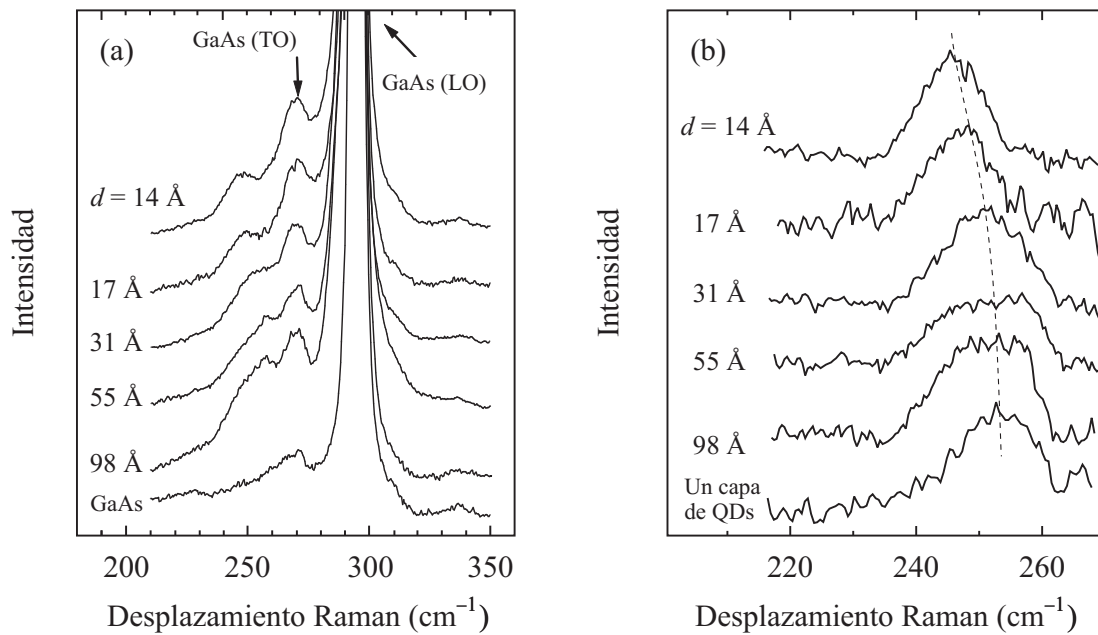 (a)
GaAs (TO)
GaAs (LO)
d = 14 Å
17 Å
31 Å
55 Å
98 Å
GaAs
Intensidad
200 250 300 350
Desplazamiento Raman (cm⁻¹)
(b)
d = 14 Å
17 Å
31 Å
55 Å
98 Å
Un capa
de QDs
Intensidad
220 240 260
Desplazamiento Raman (cm⁻¹)